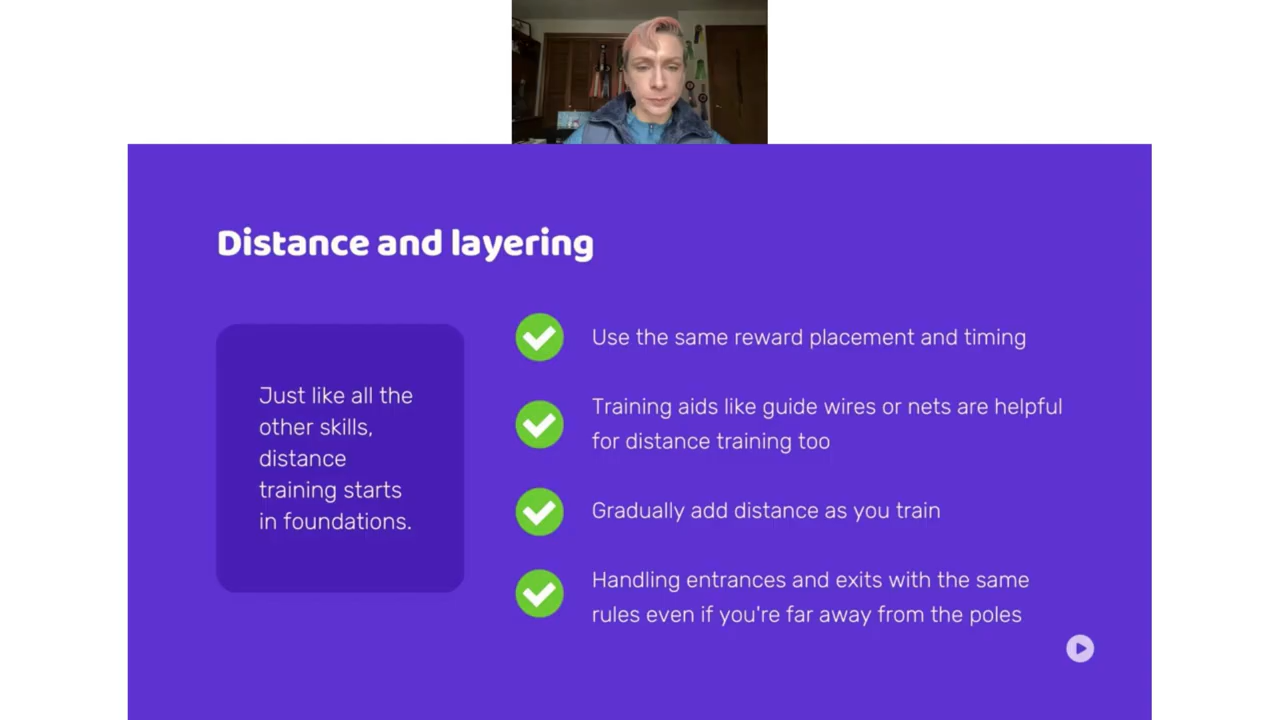 Distance and layering
Just like all the
other skills,
distance
training starts
in foundations.
Use the same reward placement and timing
Training aids like guide wires or nets are helpful
for distance training too
Gradually add distance as you train
Handling entrances and exits with the same
rules even if you're far away from the poles